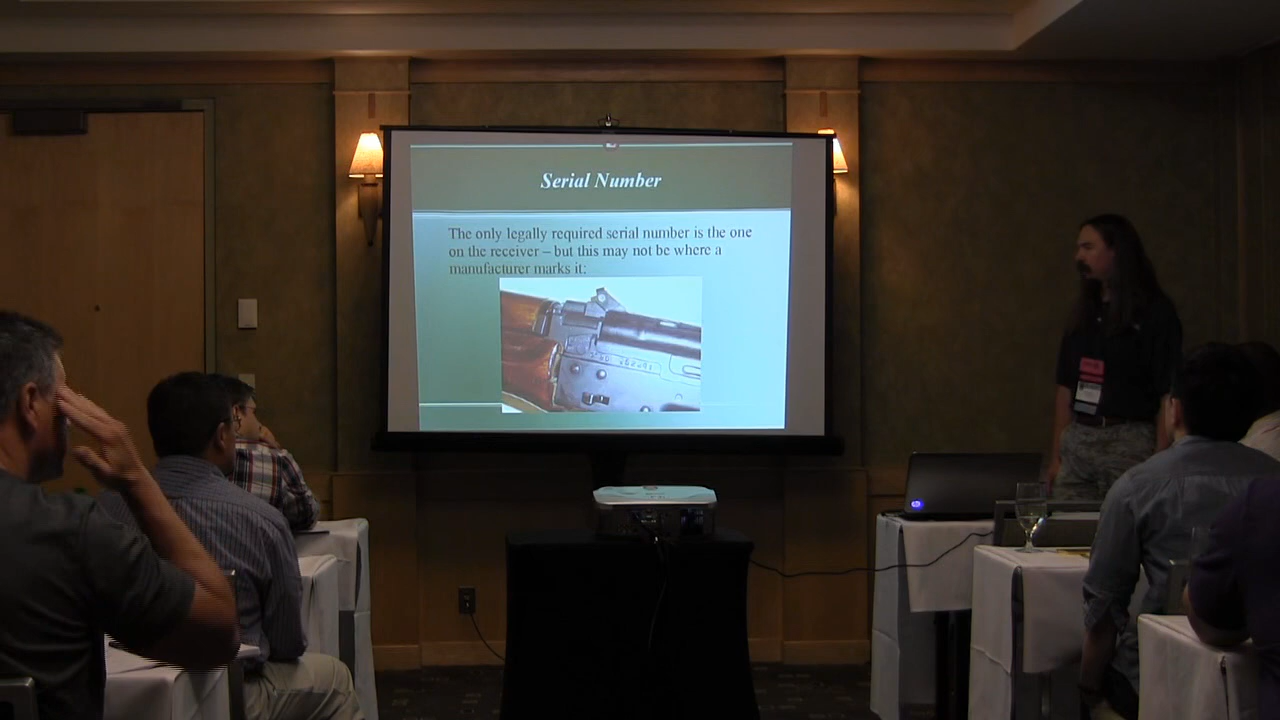 Serial Number
The only legally required serial number is the one
on the receiver – but this may not be where a
manufacturer marks it: